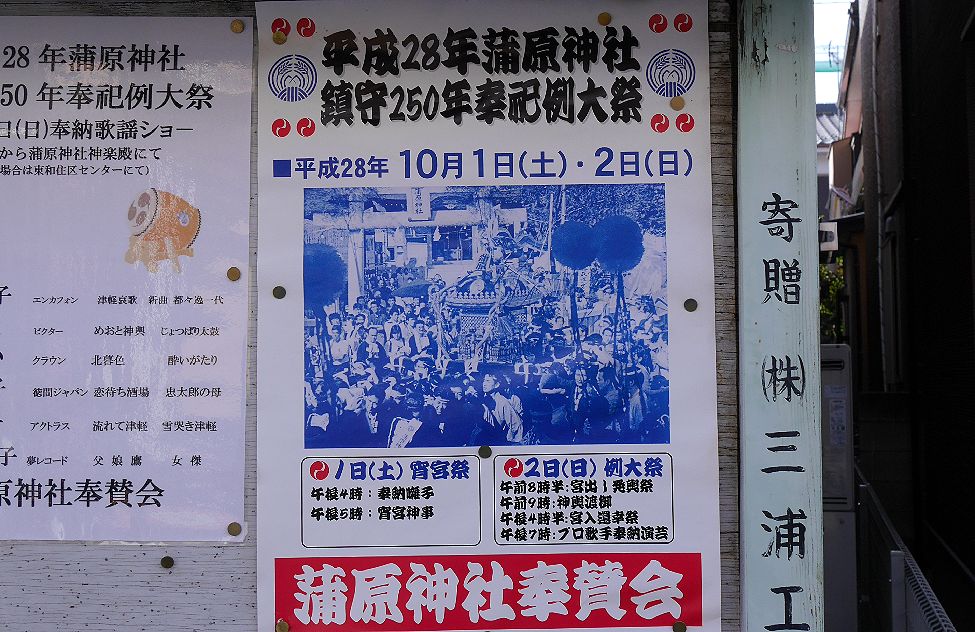 28年蒲原神社
50年奉祀例大祭
日(日)奉納歌謡ショー
から蒲原神社神楽殿にて
場合は東和住区センターにて)
エンカフォン 津軽哀歌 新曲 都々逸一代
ビクター めおと神輿 じょっぱり太鼓
クラウン 北暮色 酔いがたり
徳間ジャパン 恋待ち酒場 忠太郎の母
アクトラス 流れて津軽 雪哭き津軽
子 夢レコード 父娘鷹 女傑
原神社奉賛会
平成28年蒲原神社
鎮守250年奉祀例大祭
■平成28年 10月1日(土)・2日(日)
1日(土) 宵宮祭
午後4時:奉納囃子
午後5時:宵宮神事
2日(日) 例大祭
午前8時半:宮出し発輿祭
午前9時:神輿渡御
午後4時半:宮入還幸祭
午後7時:プロ歌手奉納演芸
蒲原神社奉賛会
寄贈 ㈱三浦工